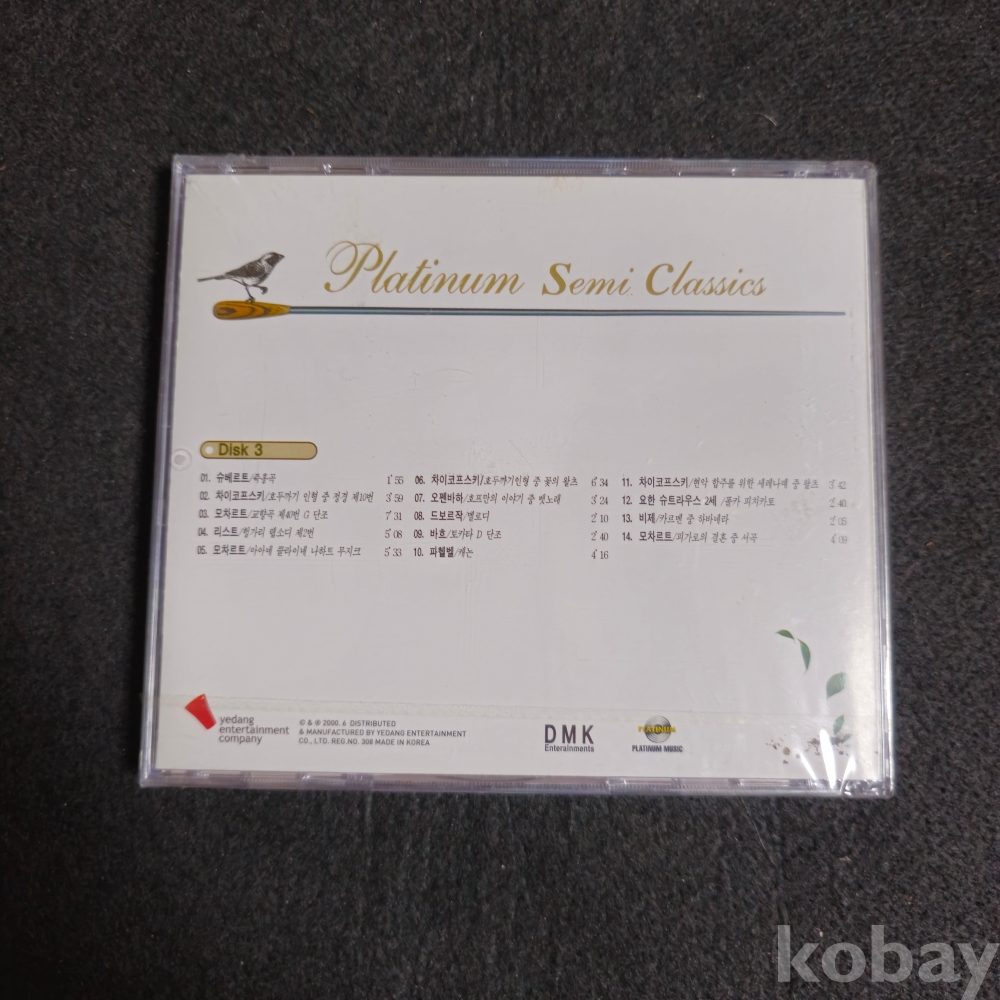 Platinum Semi Classics
Disk 3
01. 슈베르트/즉흥곡 1'55
02. 차이코프스키/호두까기 인형 중 정경 제10번 3'59
03. 모차르트/교향곡 제40번 G 단조 7'31
04. 리스트/헝가리 랩소디 제2번 5'08
05. 모차르트/아이네 클라이네 나하트 무지크 5'33
06. 차이코프스키/호두까기인형 중 꽃의 왈츠 6'34
07. 오펜바하/호프만의 이야기 중 뱃노래 3'24
08. 드보르작/멜로디 2'10
09. 바흐/토카타 D 단조 2'40
10. 파헬벨/캐논 4'16
11. 차이코프스키/현악 합주를 위한 세레나데 중 왈츠 3'42
12. 요한 슈트라우스 2세 /폴카 피치카토 2'40
13. 비제/카르멘 중 하바네라 2'05
14. 모차르트/피가로의 결혼 중 서곡 4'09
yedang
entertainment
company
© & ℗ 2000. 6 DISTRIBUTED
& MANUFACTURED BY YEDANG ENTERTAINMENT
CO., LTD. REG.NO. 308 MADE IN KOREA
DMK
Enterainments
PLATINUM
PLATINUM MUSIC
kobay